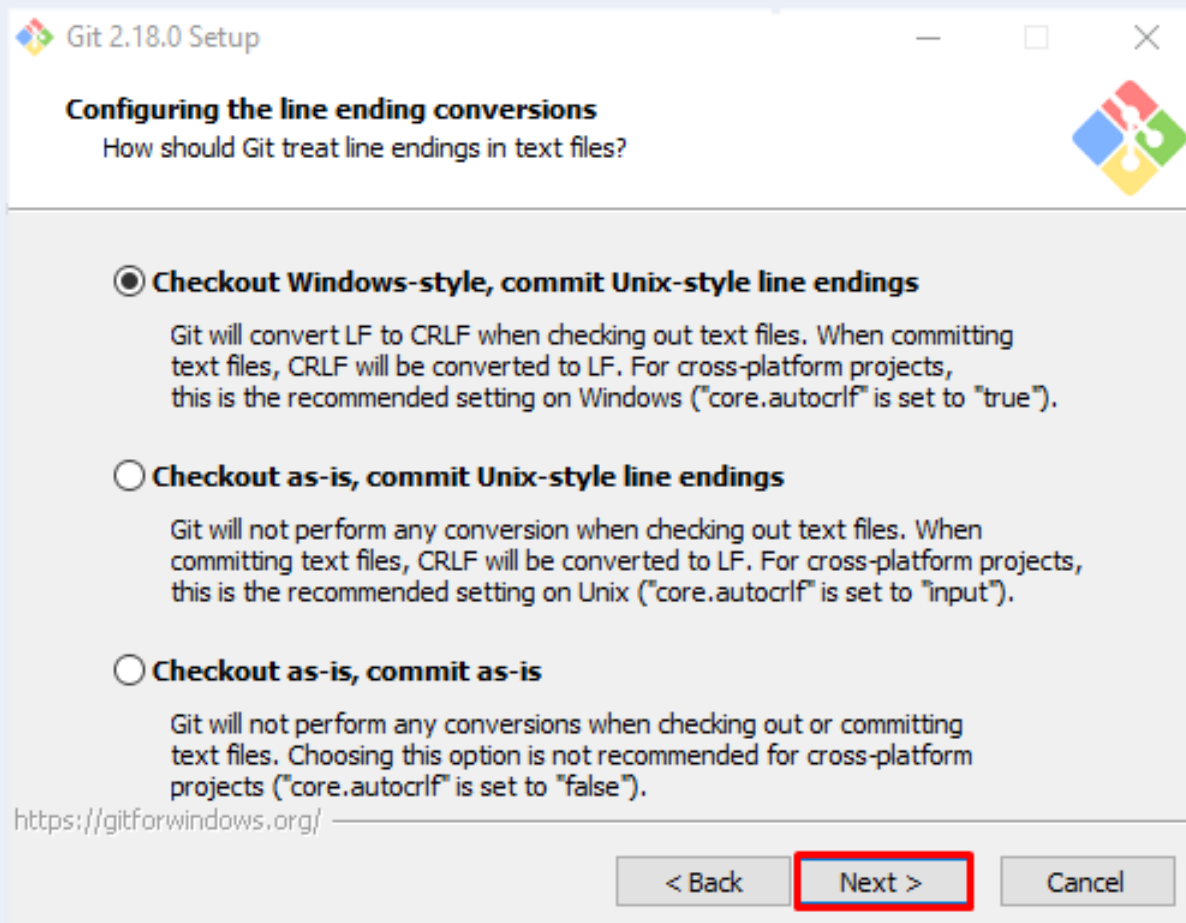 Git 2.18.0 Setup
Configuring the line ending conversions
How should Git treat line endings in text files?
Checkout Windows-style, commit Unix-style line endings
Git will convert LF to CRLF when checking out text files. When committing
text files, CRLF will be converted to LF. For cross-platform projects,
this is the recommended setting on Windows ("core.autocrlf" is set to "true").
Checkout as-is, commit Unix-style line endings
Git will not perform any conversion when checking out text files. When
committing text files, CRLF will be converted to LF. For cross-platform projects,
this is the recommended setting on Unix ("core.autocrlf" is set to "input").
Checkout as-is, commit as-is
Git will not perform any conversions when checking out or committing
text files. Choosing this option is not recommended for cross-platform
projects ("core.autocrlf" is set to "false").
https://gitforwindows.org/
< Back Next > Cancel